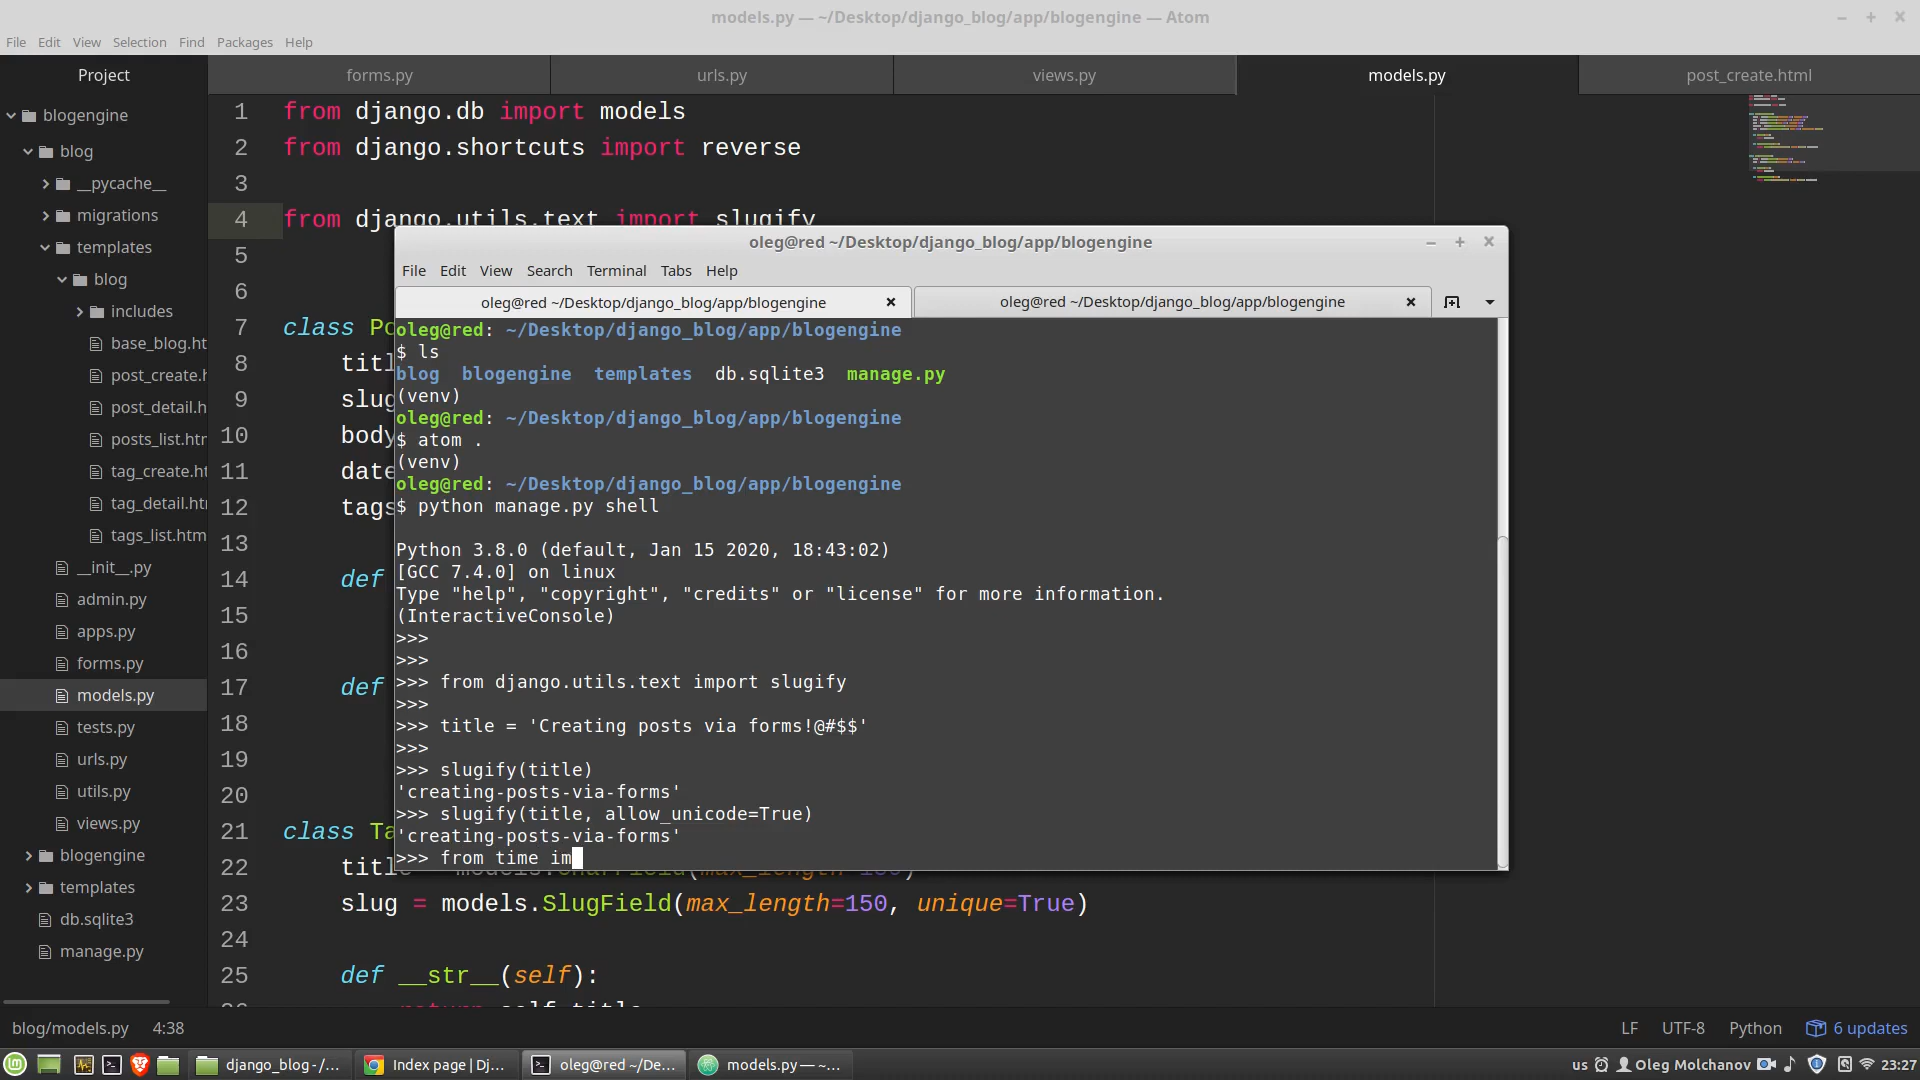 models.py — ~/Desktop/django_blog/app/blogengine — Atom
File Edit View Selection Find Packages Help
Project
forms.py
urls.py
views.py
models.py
post_create.html
blogengine
blog
__pycache__
migrations
templates
blog
includes
base_blog.ht
post_create.h
post_detail.h
posts_list.htm
tag_create.ht
tag_detail.htm
tags_list.htm
__init__.py
admin.py
apps.py
forms.py
models.py
tests.py
urls.py
utils.py
views.py
blogengine
templates
db.sqlite3
manage.py
1 from django.db import models
2 from django.shortcuts import reverse
3
4 from django.utils.text import slugify
5
6
7 class Po
8 titl
9 slug
10 body
11 date
12 tags
13
14 def
15
16
17 def
18
19
20
21 class Ta
22 title = models.CharField(max_length=150)
23 slug = models.SlugField(max_length=150, unique=True)
24
25 def __str__(self):
26 return self.title
oleg@red ~/Desktop/django_blog/app/blogengine
File Edit View Search Terminal Tabs Help
oleg@red ~/Desktop/django_blog/app/blogengine
oleg@red ~/Desktop/django_blog/app/blogengine
oleg@red: ~/Desktop/django_blog/app/blogengine
$ ls
blog blogengine templates db.sqlite3 manage.py
(venv)
oleg@red: ~/Desktop/django_blog/app/blogengine
$ atom .
(venv)
oleg@red: ~/Desktop/django_blog/app/blogengine
$ python manage.py shell
Python 3.8.0 (default, Jan 15 2020, 18:43:02)
[GCC 7.4.0] on linux
Type "help", "copyright", "credits" or "license" for more information.
(InteractiveConsole)
>>>
>>>
>>> from django.utils.text import slugify
>>>
>>> title = 'Creating posts via forms!@#$$'
>>>
>>> slugify(title)
'creating-posts-via-forms'
>>> slugify(title, allow_unicode=True)
'creating-posts-via-forms'
>>> from time im
blog/models.py 4:38
LF UTF-8 Python 6 updates
django_blog - /...
Index page | Dj...
oleg@red ~/De...
models.py — ~...
us Oleg Molchanov 23:27